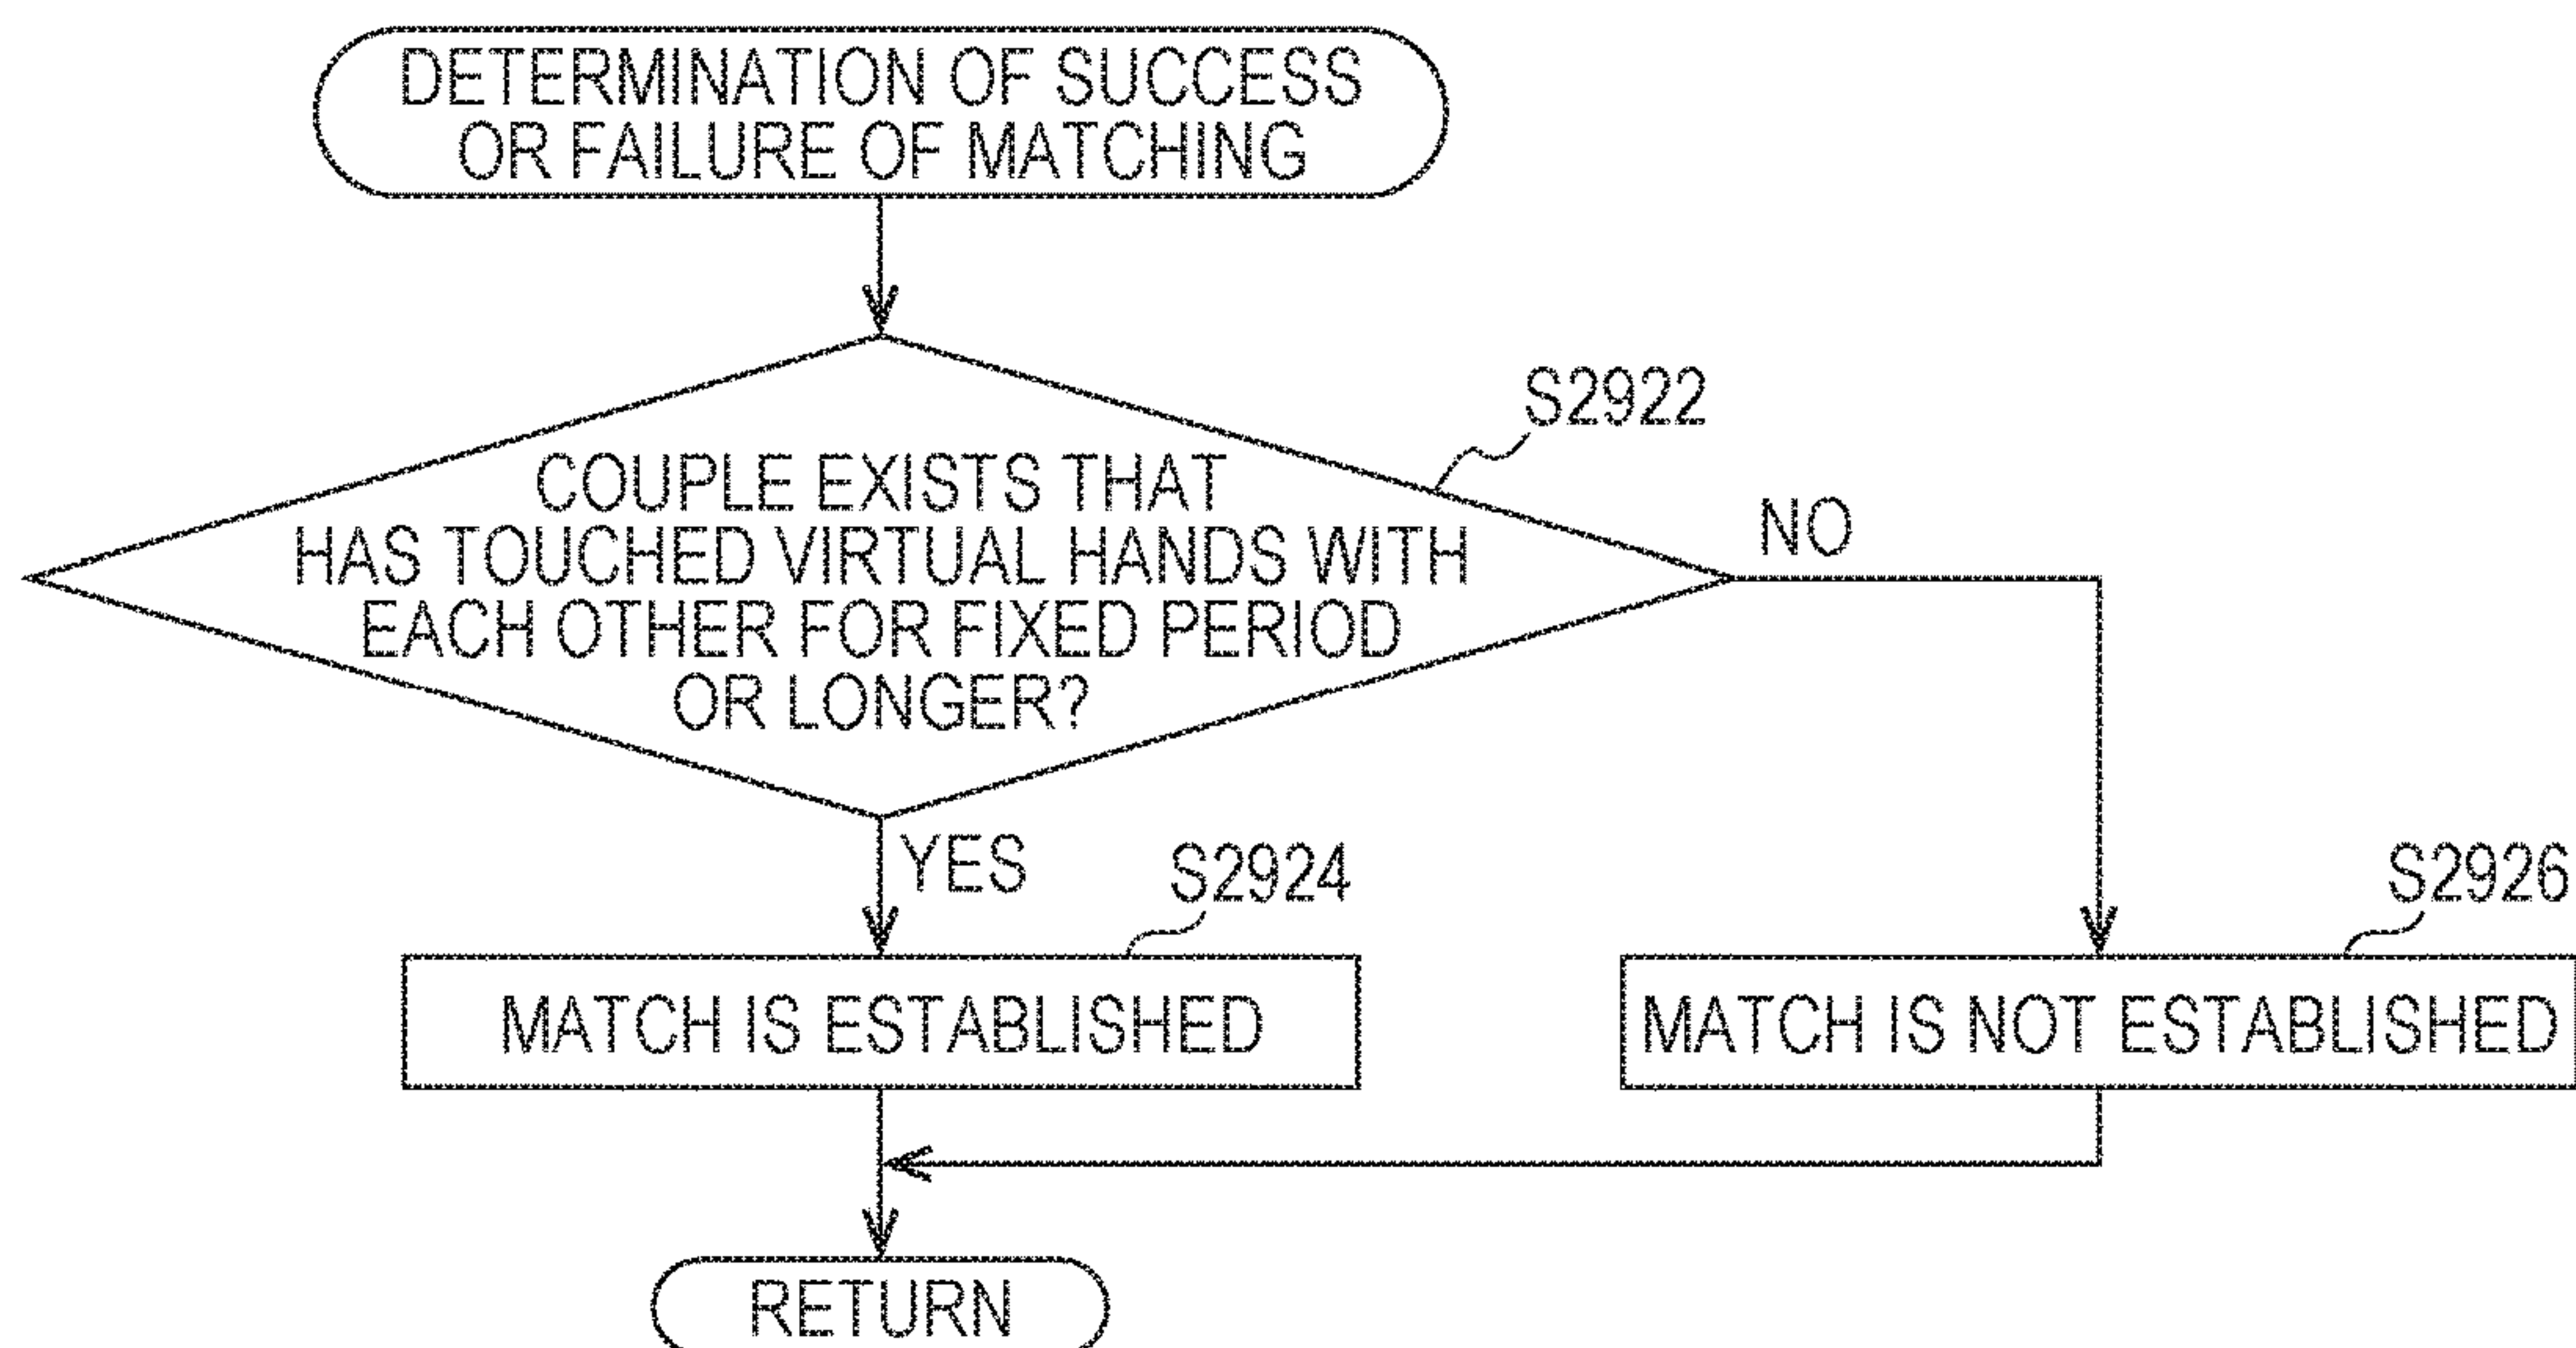 DETERMINATION OF SUCCESS
OR FAILURE OF MATCHING
S2922
COUPLE EXISTS THAT
HAS TOUCHED VIRTUAL HANDS WITH
EACH OTHER FOR FIXED PERIOD
OR LONGER?
NO
YES
S2924
S2926
MATCH IS ESTABLISHED
MATCH IS NOT ESTABLISHED
RETURN